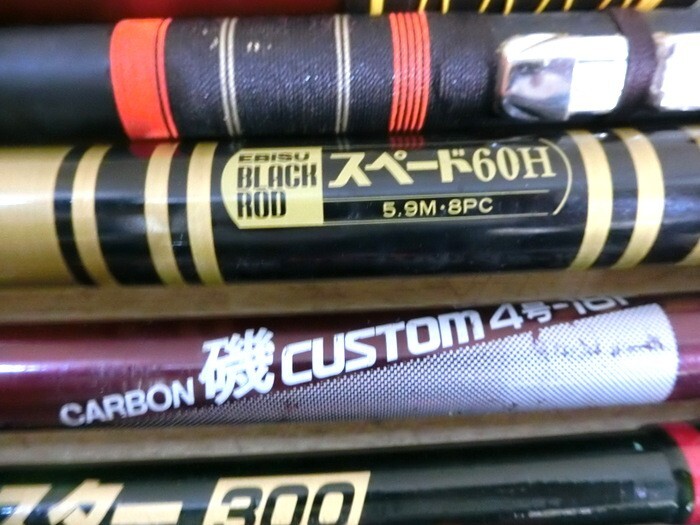 EBISU
BLACK
ROD
スペード60H
5.9M·8PC
CARBON 磯 CUSTOM 4号-
スター 300